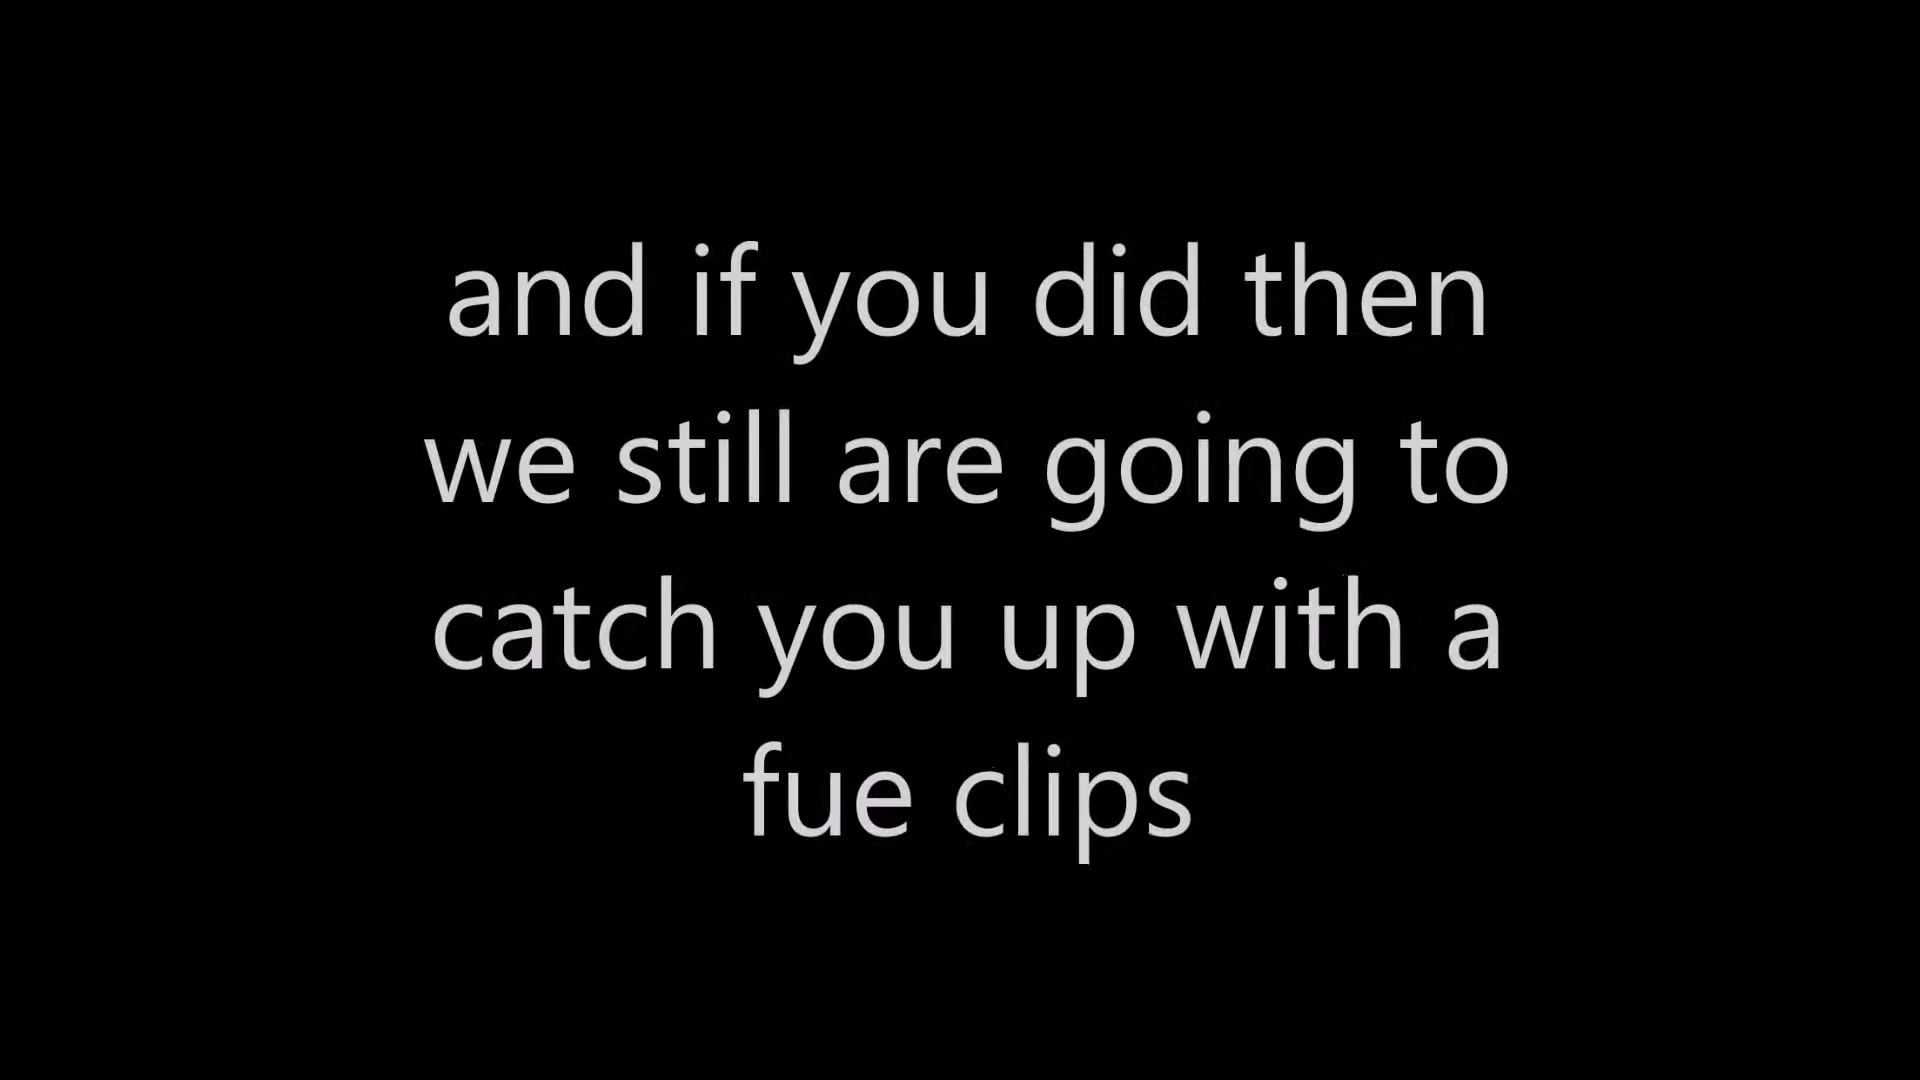 and if you did then
we still are going to
catch you up with a
fue clips